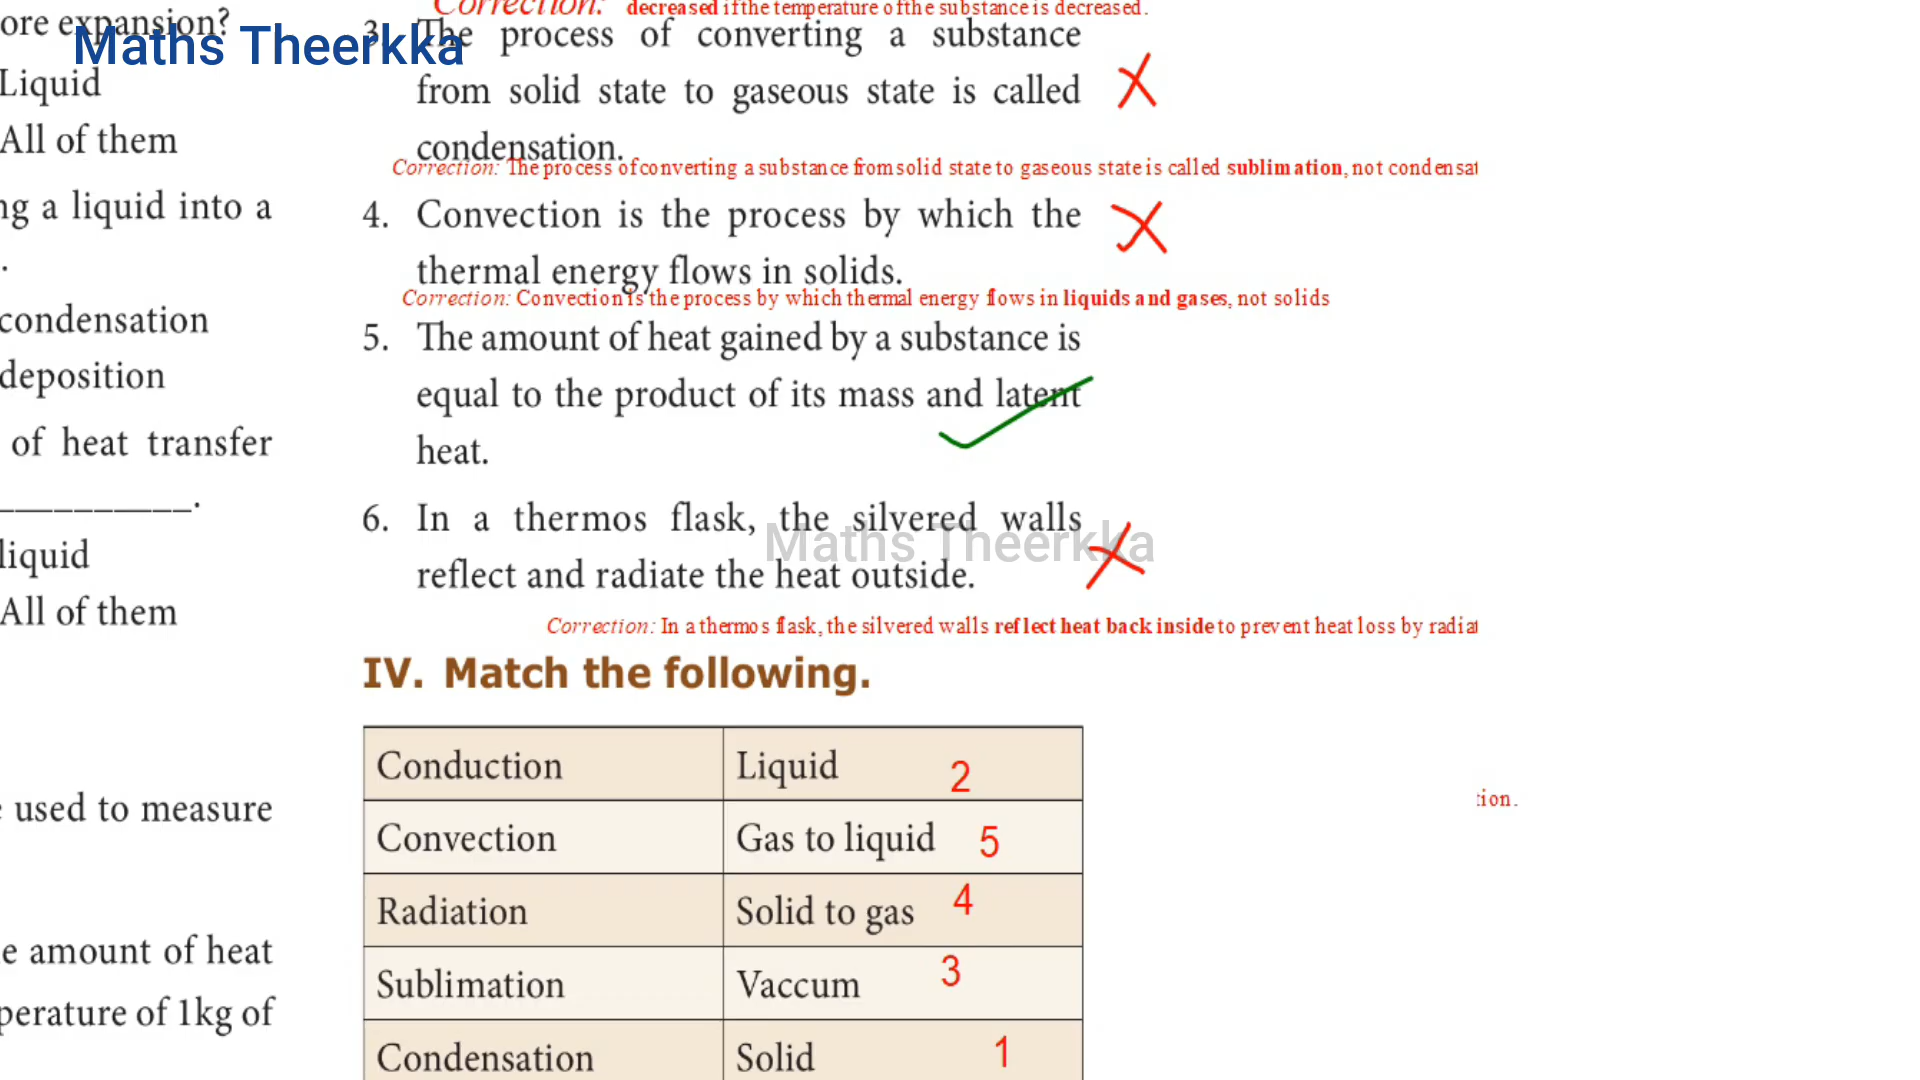 ore expansion?
Maths Theerkka
Liquid
All of them
ng a liquid into a
.
condensation
deposition
of heat transfer
___________.
liquid
All of them
used to measure
e amount of heat
perature of 1kg of
Correction: decreased if the temperature of the substance is decreased.
3. The process of converting a substance
from solid state to gaseous state is called
condensation.
Correction: The process of converting a substance from solid state to gaseous state is called sublimation, not condensat
4. Convection is the process by which the
thermal energy flows in solids.
Correction: Convection is the process by which thermal energy flows in liquids and gases, not solids
5. The amount of heat gained by a substance is
equal to the product of its mass and latent
heat.
6. In a thermos flask, the silvered walls
Maths Theerkka
reflect and radiate the heat outside.
Correction: In a thermos flask, the silvered walls reflect heat back inside to prevent heat loss by radiat
IV. Match the following.
Conduction Liquid 2
tion.
Convection Gas to liquid 5
Radiation Solid to gas 4
Sublimation Vaccum 3
Condensation Solid 1